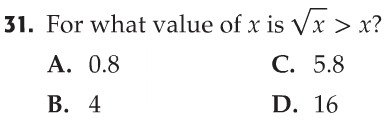 31. For what value of x is √x > x?
A. 0.8 C. 5.8
B. 4 D. 16